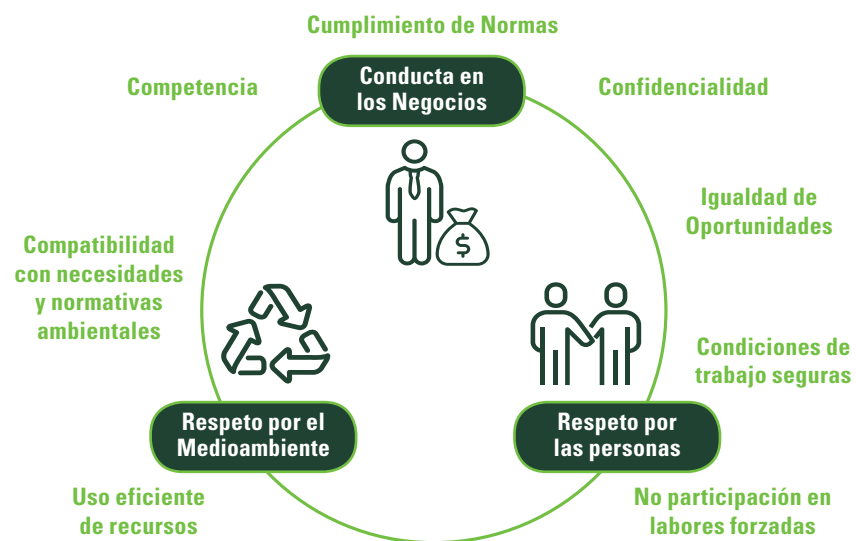 Cumplimiento de Normas
Conducta en
los Negocios
Competencia
Confidencialidad
$
Igualdad de
Oportunidades
Compatibilidad
con necesidades
y normativas
ambientales
Condiciones de
trabajo seguras
Respeto por el
Medioambiente
Respeto por
las personas
Uso eficiente
de recursos
No participación en
labores forzadas